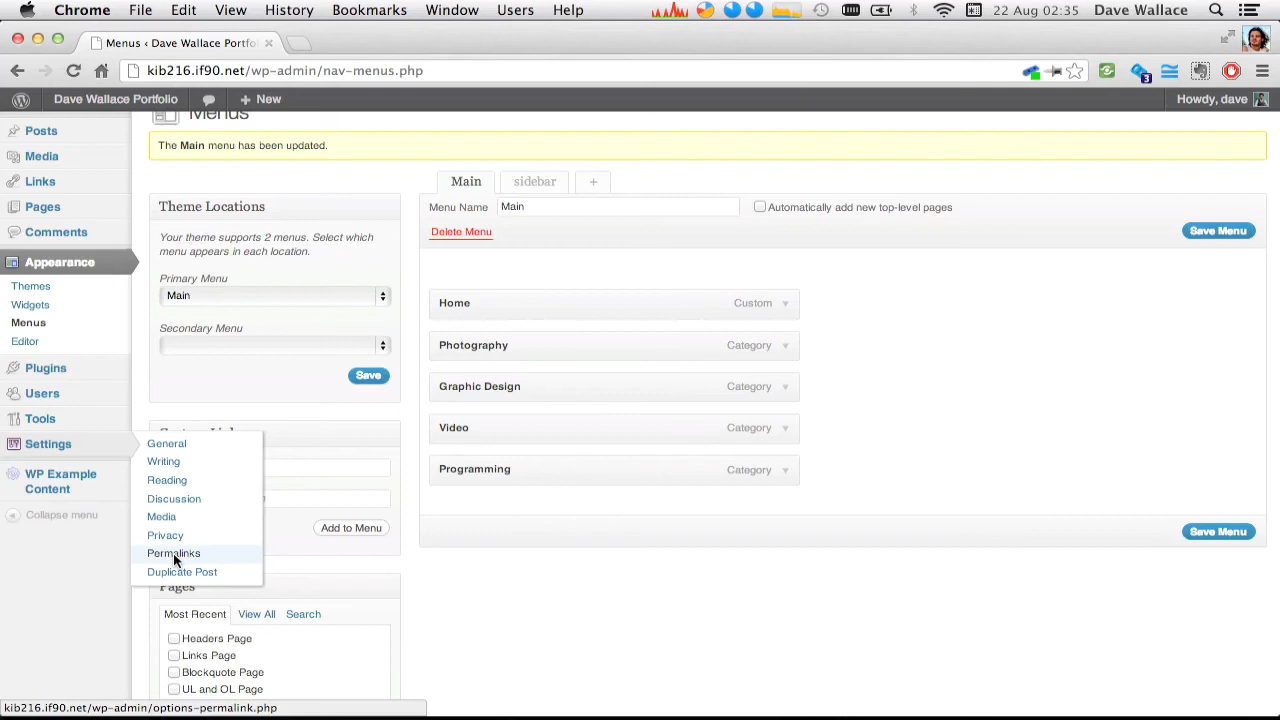 Chrome File Edit View History Bookmarks Window Users Help 22 Aug 02:35 Dave Wallace
Menus ‹ Dave Wallace Portfo
kib216.if90.net/wp-admin/nav-menus.php
3
Dave Wallace Portfolio + New Howdy, dave
Menus
Posts
Media
Links
Pages
Comments
Appearance
Themes
Widgets
Menus
Editor
Plugins
Users
Tools
Settings
WP Example
Content
Collapse menu
General
Writing
Reading
Discussion
Media
Privacy
Permalinks
Duplicate Post
The Main menu has been updated.
Theme Locations
Your theme supports 2 menus. Select which
menu appears in each location.
Primary Menu
Main
Secondary Menu
Save
Add to Menu
Pages
Most Recent View All Search
Headers Page
Links Page
Blockquote Page
UL and OL Page
Main sidebar +
Menu Name Main Automatically add new top-level pages
Delete Menu Save Menu
Home Custom
Photography Category
Graphic Design Category
Video Category
Programming Category
Save Menu
kib216.if90.net/wp-admin/options-permalink.php